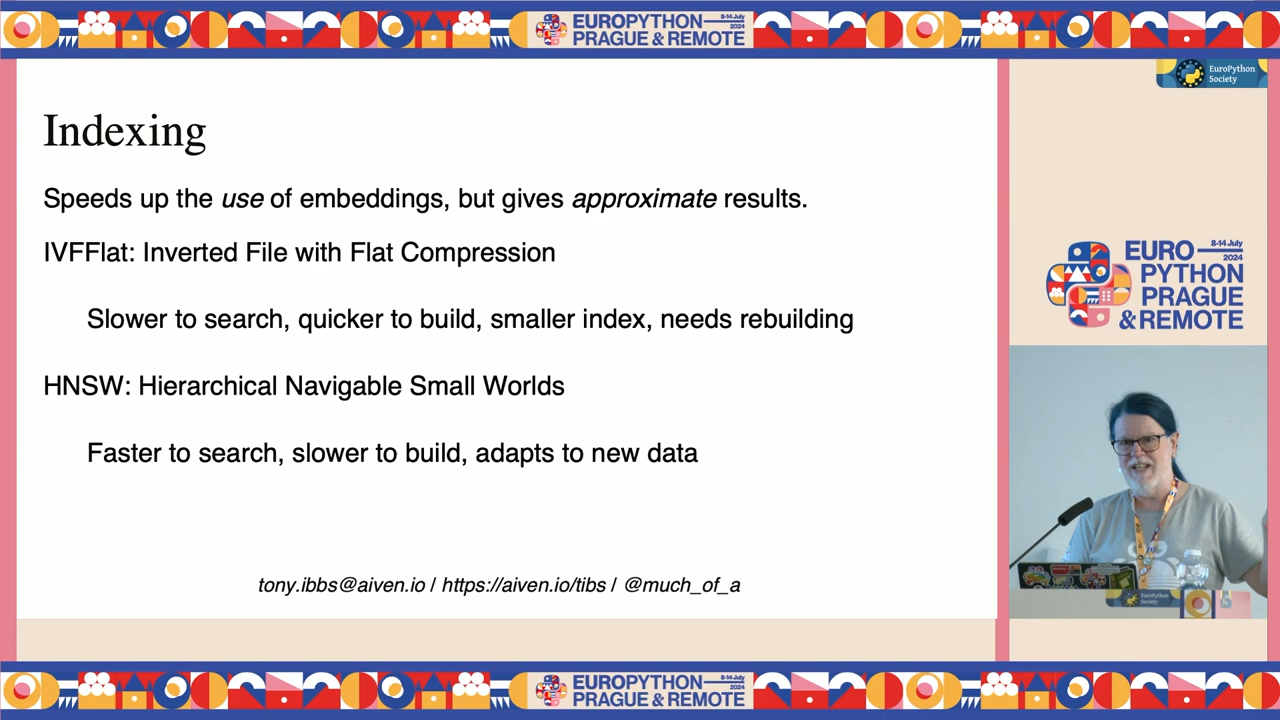 EUROPYTHON 8-14 July
PRAGUE & REMOTE 2024
EuroPython
Society
Indexing
Speeds up the use of embeddings, but gives approximate results.
IVFFlat: Inverted File with Flat Compression
Slower to search, quicker to build, smaller index, needs rebuilding
HNSW: Hierarchical Navigable Small Worlds
Faster to search, slower to build, adapts to new data
tony.ibbs@aiven.io / https://aiven.io/tibs / @much_of_a
EURO 8-14 July
2024
PYTHON
PRAGUE
& REMOTE
EuroPython
Society
EUROPYTHON 8-14 July
PRAGUE & REMOTE 2024